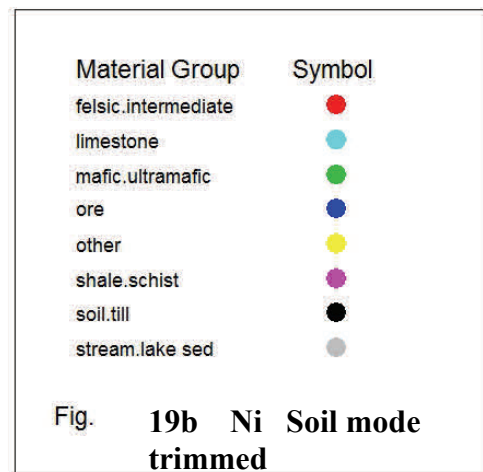 Material Group Symbol
felsic.intermediate
limestone
mafic.ultramafic
ore
other
shale.schist
soil.till
stream.lake sed
Fig. 19b Ni Soil mode
trimmed